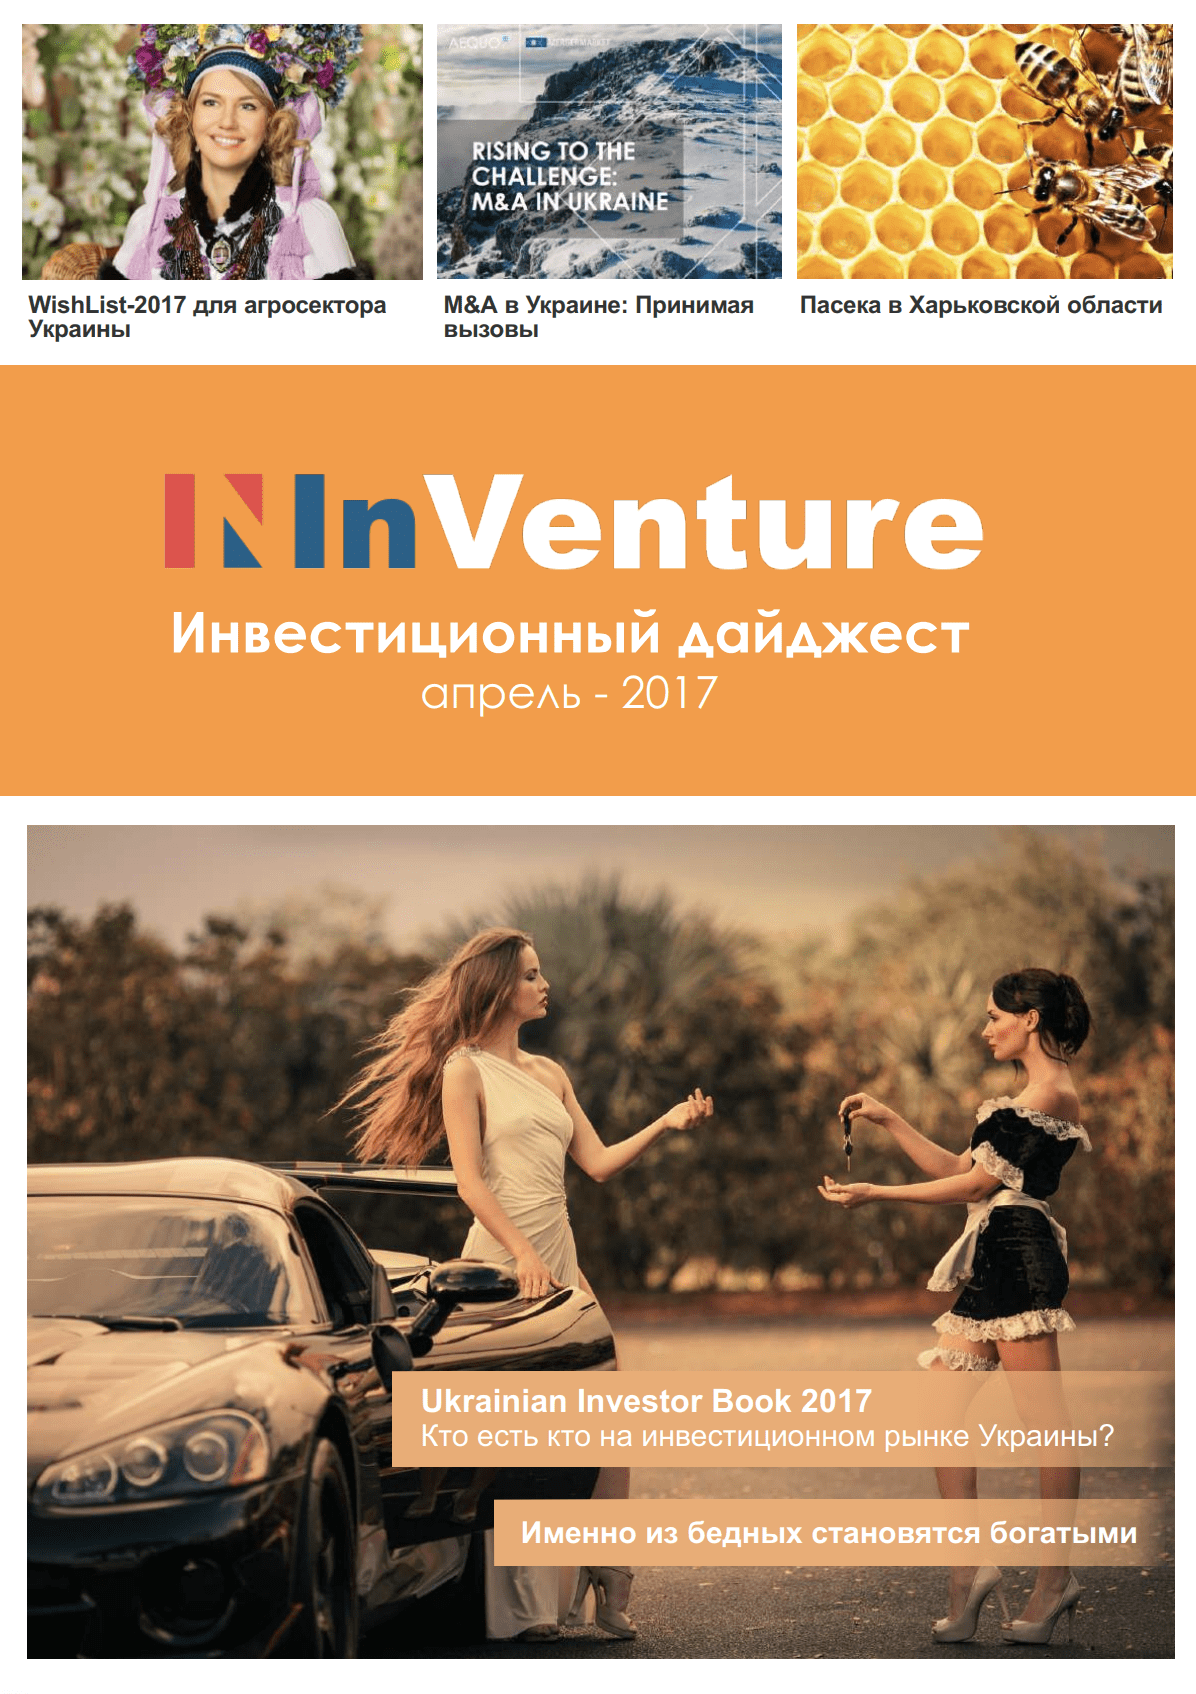 AEQUO
MERGERMARKET
RISING TO THE
CHALLENGE:
M&A IN UKRAINE
WishList-2017 для агросектора
Украины
M&A в Украине: Принимая
вызовы
Пасека в Харьковской области
InVenture
Инвестиционный дайджест
апрель - 2017
Ukrainian Investor Book 2017
Кто есть кто на инвестиционном рынке Украины?
Именно из бедных становятся богатыми